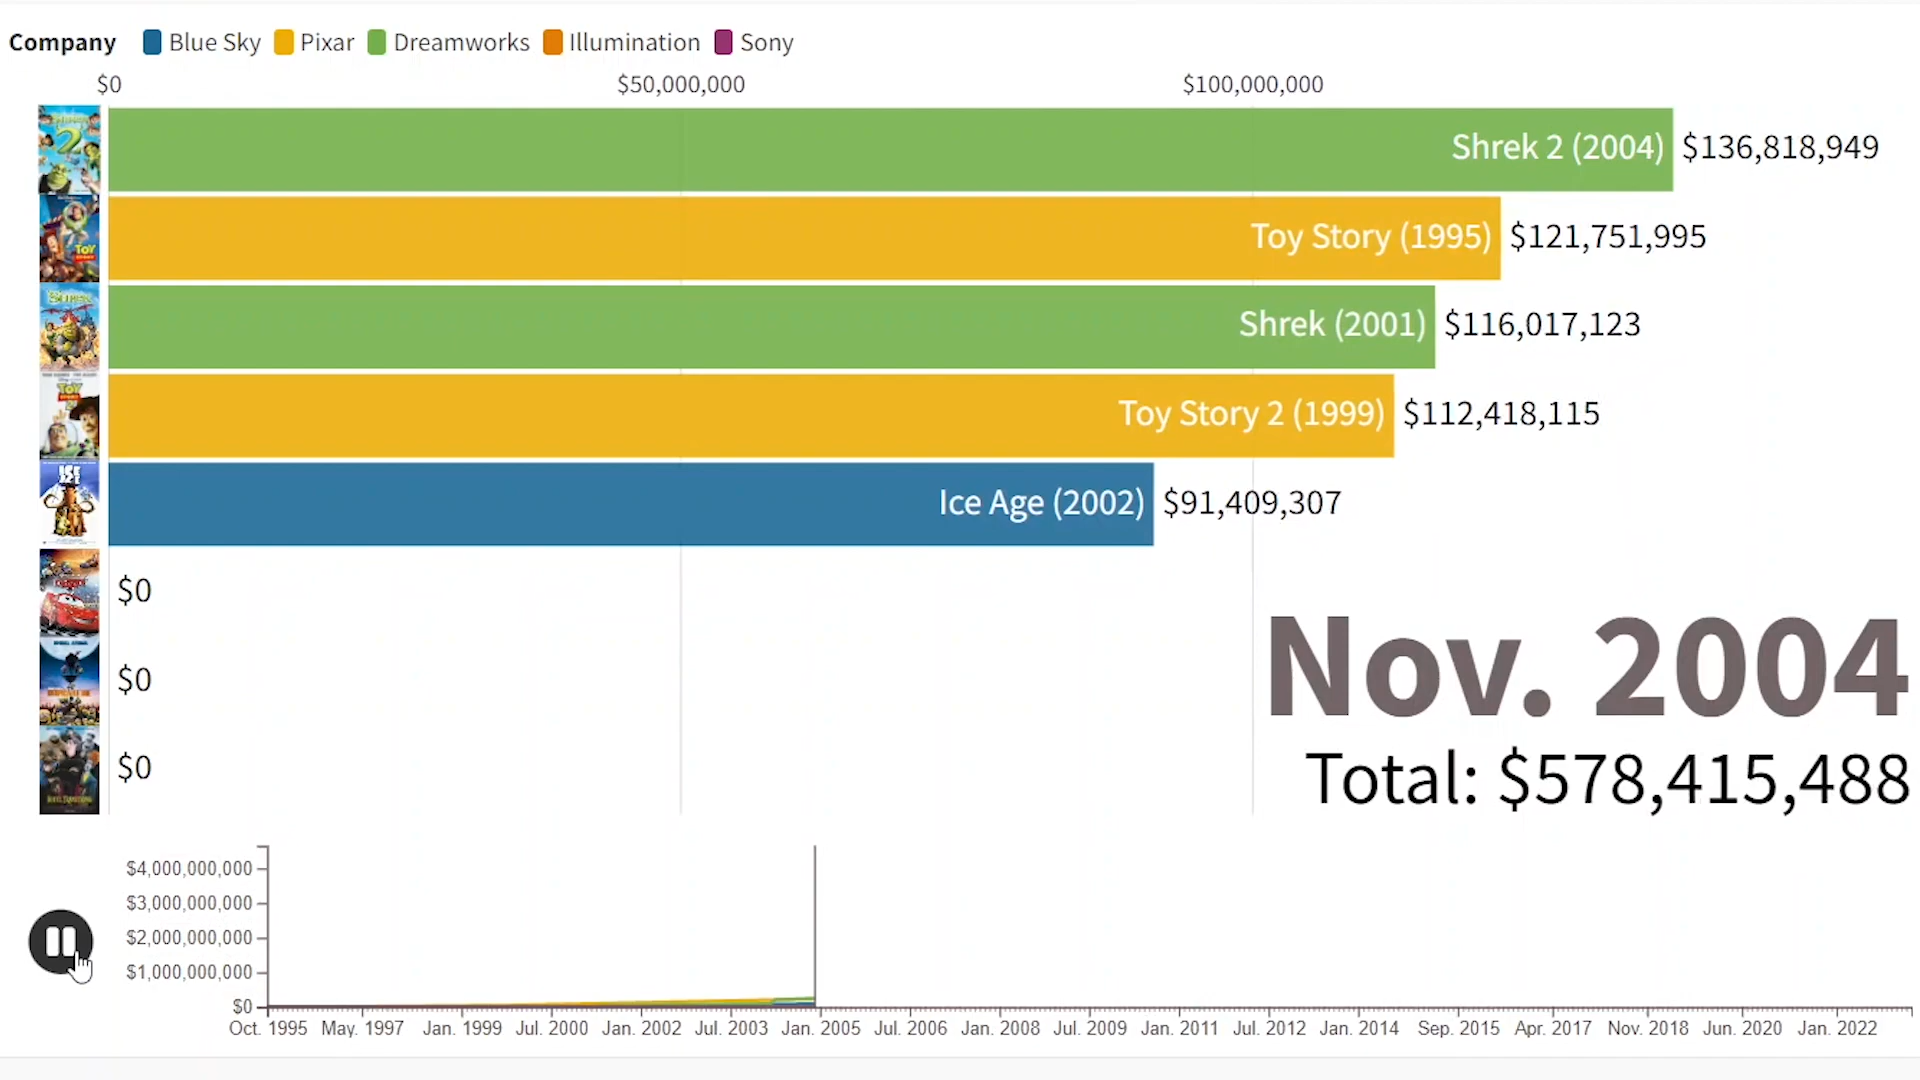 Company Blue Sky Pixar Dreamworks Illumination Sony
$0 $50,000,000 $100,000,000
Shrek 2 (2004) $136,818,949
Toy Story (1995) $121,751,995
Shrek (2001) $116,017,123
Toy Story 2 (1999) $112,418,115
Ice Age (2002) $91,409,307
$0
$0
$0
Nov. 2004
Total: $578,415,488
$4,000,000,000
$3,000,000,000
$2,000,000,000
$1,000,000,000
$0
Oct. 1995 May. 1997 Jan. 1999 Jul. 2000 Jan. 2002 Jul. 2003 Jan. 2005 Jul. 2006 Jan. 2008 Jul. 2009 Jan. 2011 Jul. 2012 Jan. 2014 Sep. 2015 Apr. 2017 Nov. 2018 Jun. 2020 Jan. 2022